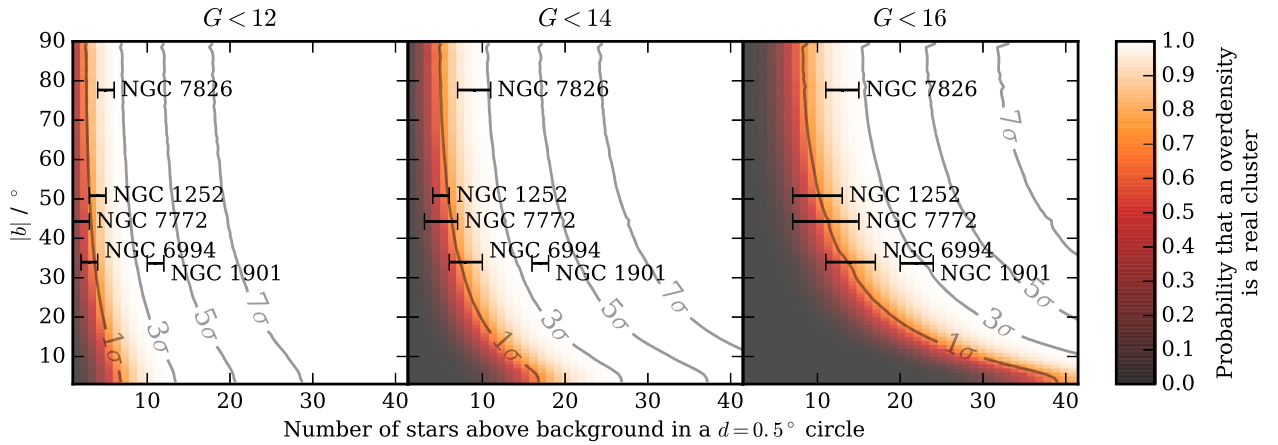 G < 12
G < 14
G < 16
90
80
70
60
50
40
30
20
10
|b| / °
NGC 7826
NGC 1252
NGC 7772
NGC 6994
NGC 1901
1σ
3σ
5σ
7σ
NGC 7826
NGC 1252
NGC 7772
NGC 6994
NGC 1901
1σ
3σ
5σ
7σ
NGC 7826
NGC 1252
NGC 7772
NGC 6994
NGC 1901
1σ
3σ
5σ
7σ
10 20 30 40
10 20 30 40
10 20 30 40
Number of stars above background in a d = 0.5° circle
1.0
0.9
0.8
0.7
0.6
0.5
0.4
0.3
0.2
0.1
0.0
Probability that an overdensity
is a real cluster